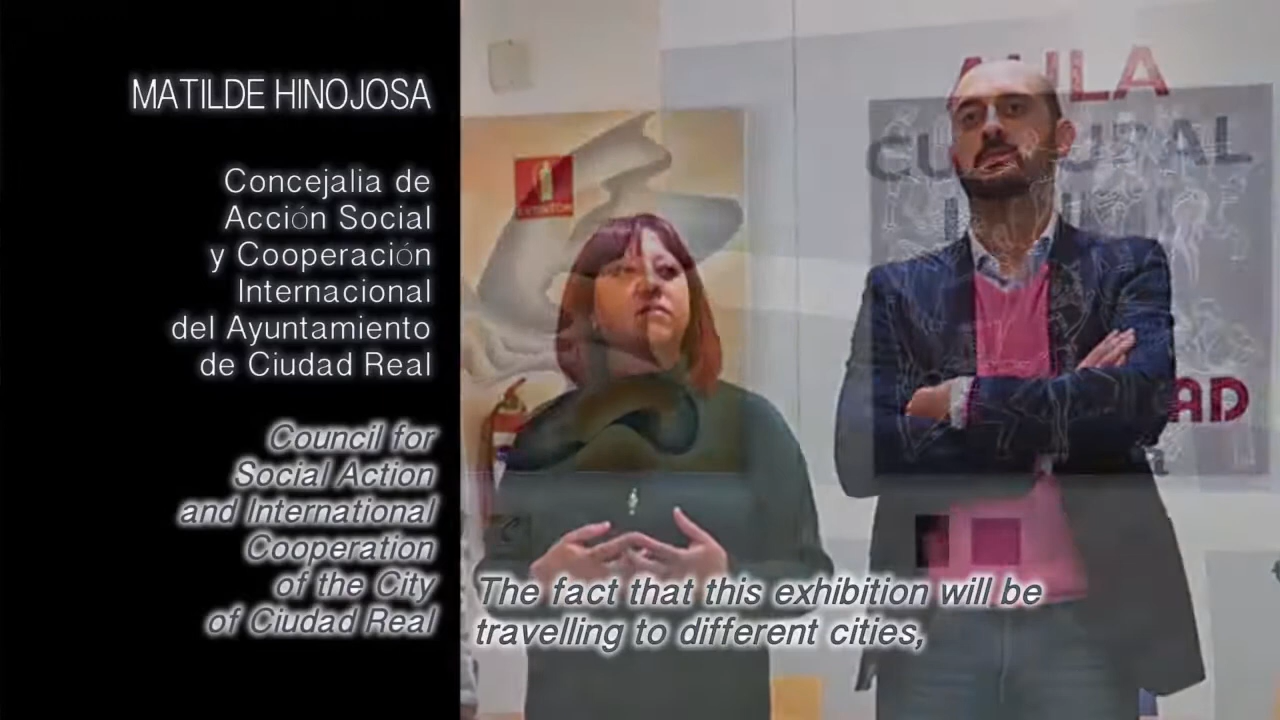 MATILDE HINOJOSA
Concejalia de
Acción Social
y Cooperación
Internacional
del Ayuntamiento
de Ciudad Real
Council for
Social Action
and International
Cooperation
of the City
of Ciudad Real
The fact that this exhibition will be
travelling to different cities,
AULA
CULTURAL
AD